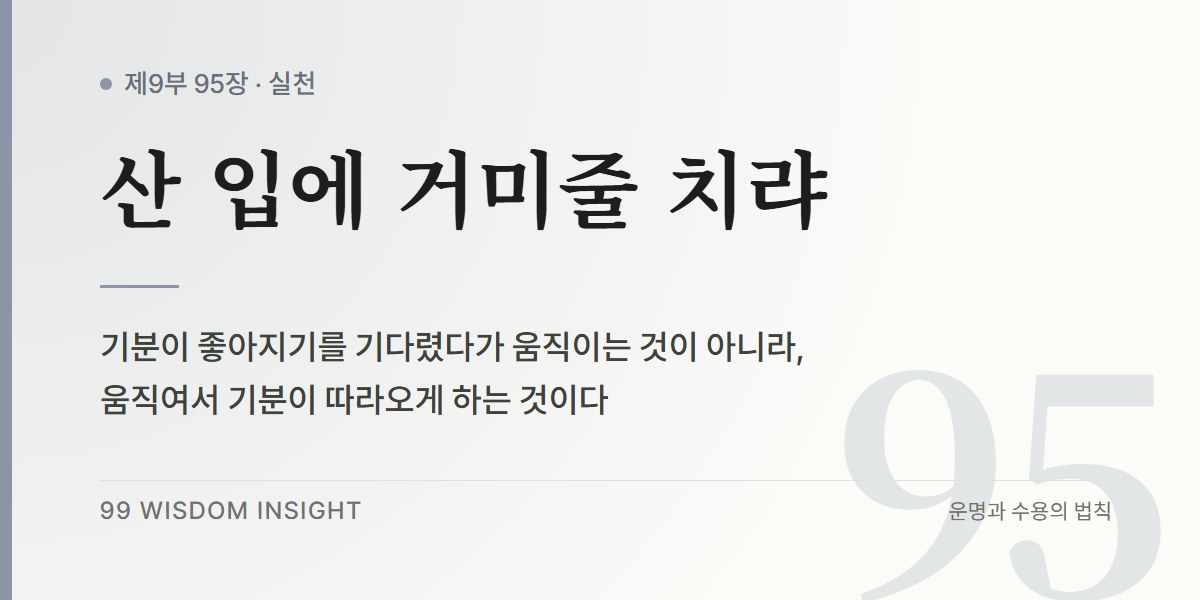 제9부 95장 · 실천
산 입에 거미줄 치랴
기분이 좋아지기를 기다렸다가 움직이는 것이 아니라,
움직여서 기분이 따라오게 하는 것이다
99 WISDOM INSIGHT
운명과 수용의 법칙
95